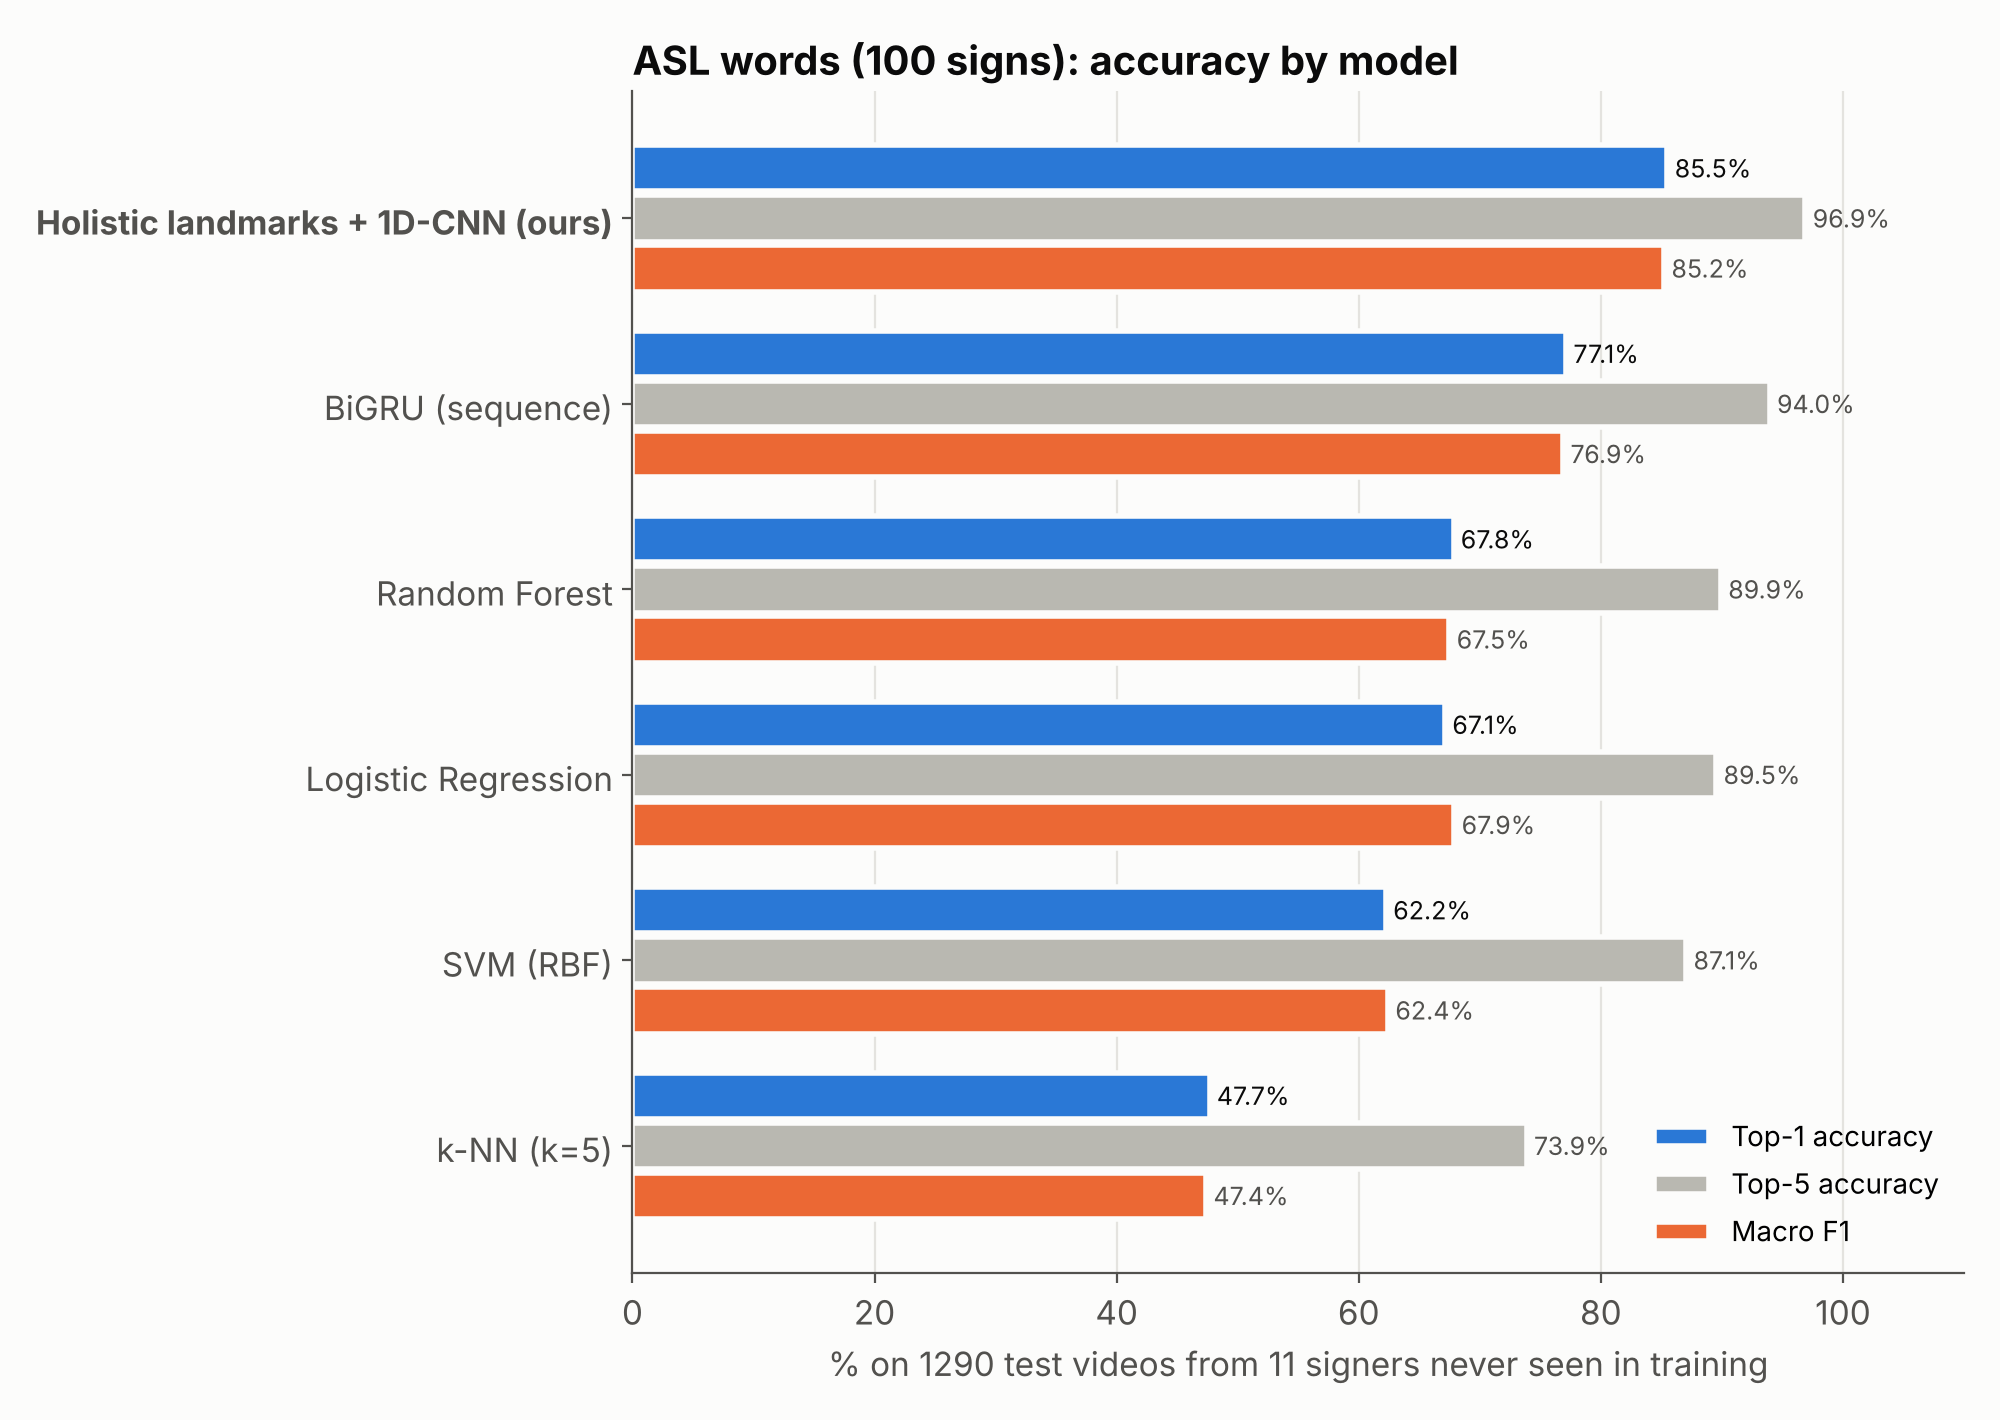 ASL words (100 signs): accuracy by model
Holistic landmarks + 1D-CNN (ours)
85.5%
96.9%
85.2%
BiGRU (sequence)
77.1%
94.0%
76.9%
Random Forest
67.8%
89.9%
67.5%
Logistic Regression
67.1%
89.5%
67.9%
SVM (RBF)
62.2%
87.1%
62.4%
k-NN (k=5)
47.7%
73.9%
47.4%
Top-1 accuracy
Top-5 accuracy
Macro F1
0 20 40 60 80 100
% on 1290 test videos from 11 signers never seen in training